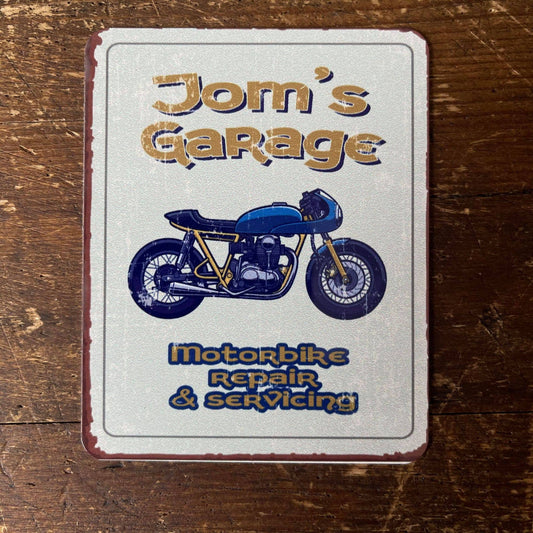 Jom's
Garage
Motorbike
repair
& servicing